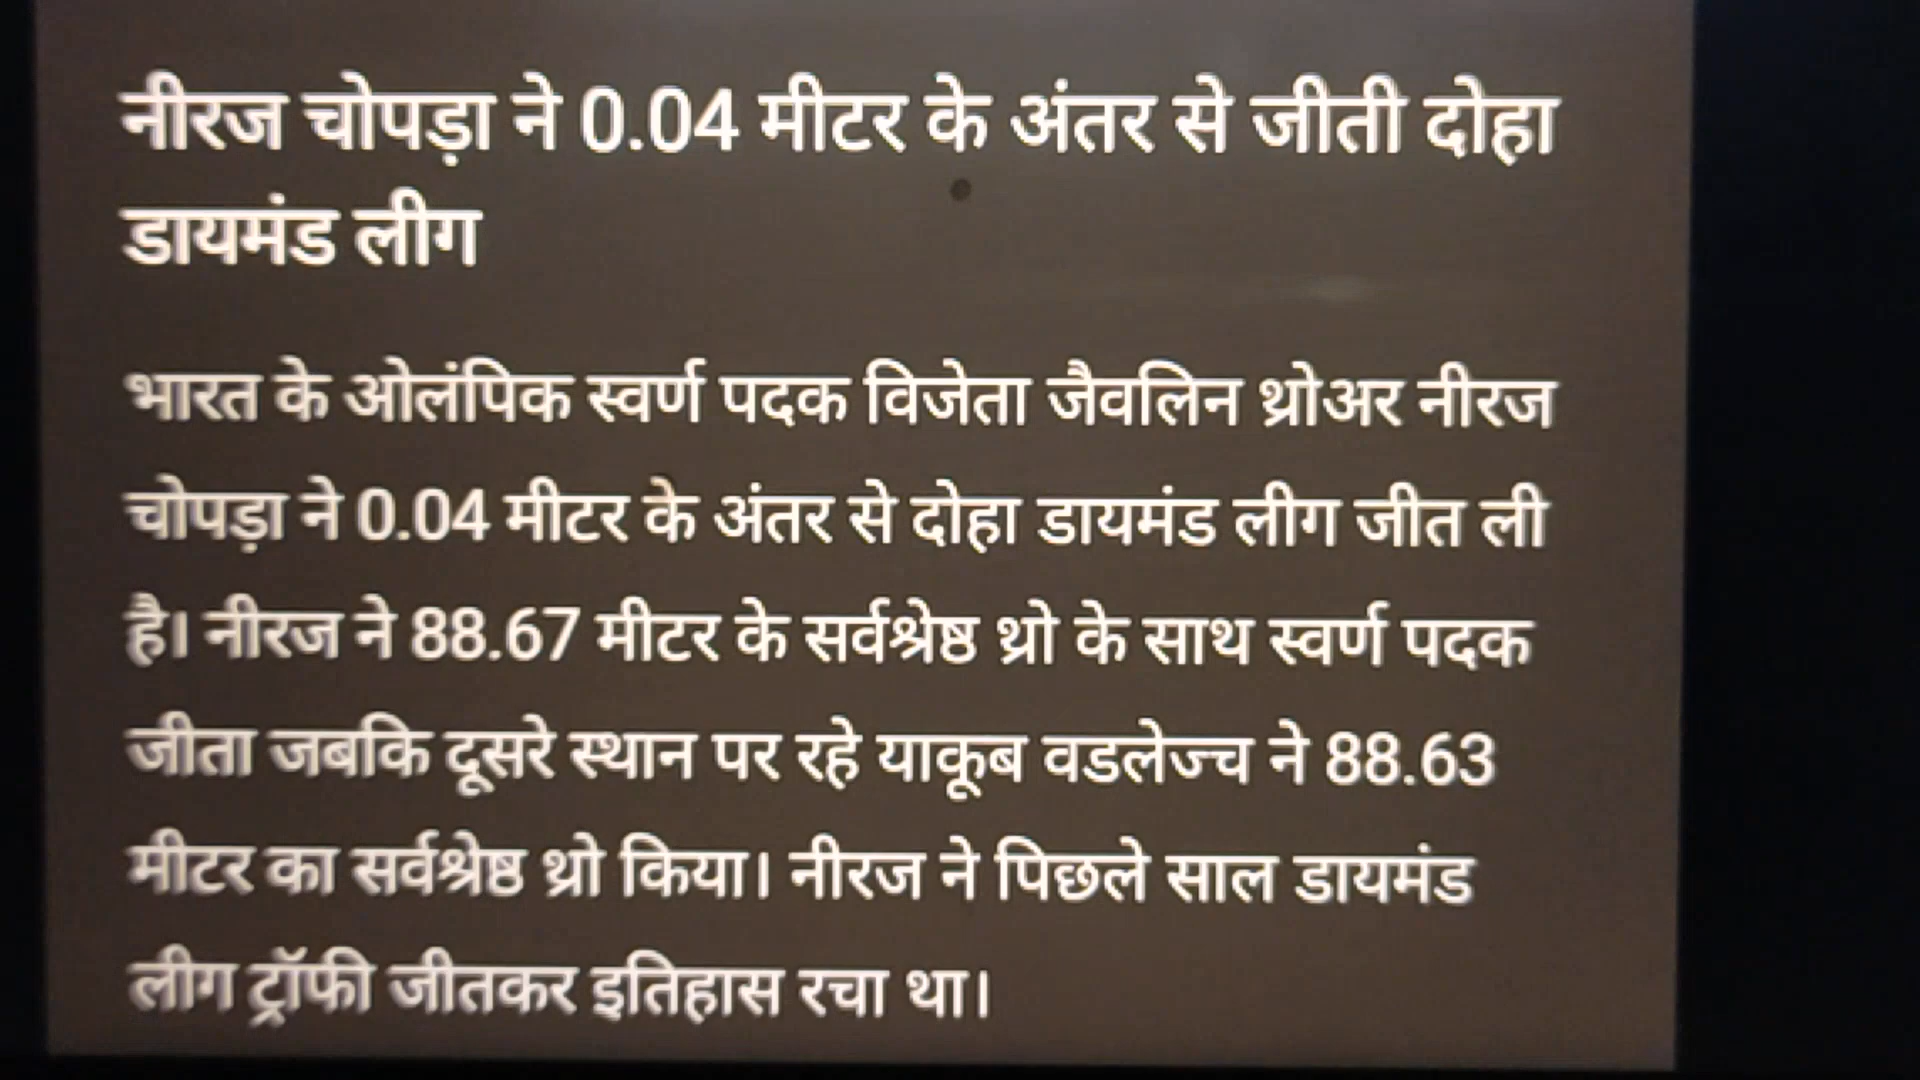 नीरज चोपड़ा ने 0.04 मीटर के अंतर से जीती दोहा
डायमंड लीग
भारत के ओलंपिक स्वर्ण पदक विजेता जैवलिन थ्रोअर नीरज
चोपड़ा ने 0.04 मीटर के अंतर से दोहा डायमंड लीग जीत ली
है। नीरज ने 88.67 मीटर के सर्वश्रेष्ठ थ्रो के साथ स्वर्ण पदक
जीता जबकि दूसरे स्थान पर रहे याकूब वडलेज्च ने 88.63
मीटर का सर्वश्रेष्ठ थ्रो किया। नीरज ने पिछले साल डायमंड
लीग ट्रॉफी जीतकर इतिहास रचा था।